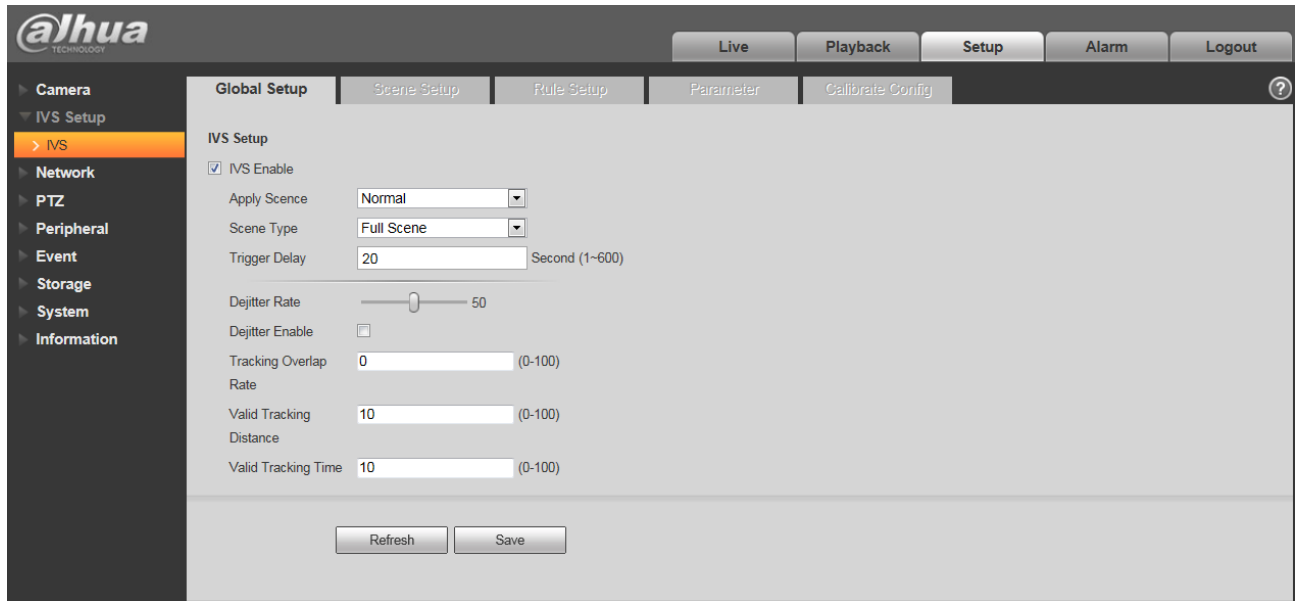 alhua
TECHNOLOGY
Live Playback Setup Alarm Logout
Camera
IVS Setup
> IVS
Network
PTZ
Peripheral
Event
Storage
System
Information
Global Setup Scene Setup Rule Setup Parameter Calibrate Config ?
IVS Setup
IVS Enable
Apply Scence Normal
Scene Type Full Scene
Trigger Delay 20 Second (1~600)
Dejitter Rate 50
Dejitter Enable
Tracking Overlap 0 (0-100)
Rate
Valid Tracking 10 (0-100)
Distance
Valid Tracking Time 10 (0-100)
Refresh Save